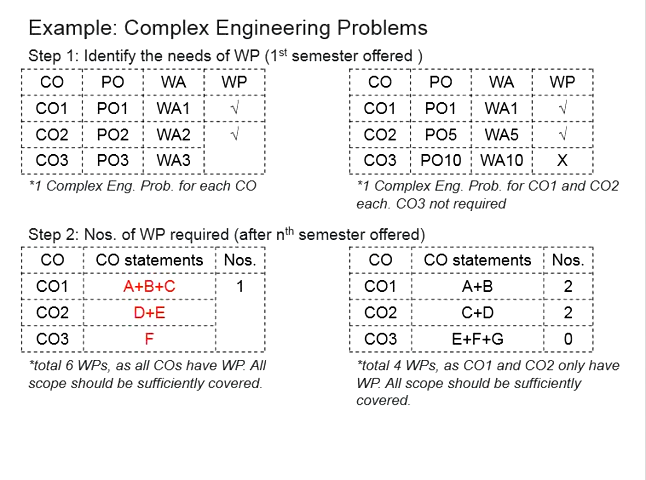 Example: Complex Engineering Problems
Step 1: Identify the needs of WP (1st semester offered )
CO PO WA WP
CO1 PO1 WA1 √
CO2 PO2 WA2 √
CO3 PO3 WA3
*1 Complex Eng. Prob. for each CO
CO PO WA WP
CO1 PO1 WA1 √
CO2 PO5 WA5 √
CO3 PO10 WA10 X
*1 Complex Eng. Prob. for CO1 and CO2
each. CO3 not required
Step 2: Nos. of WP required (after nth semester offered)
CO CO statements Nos.
CO1 A+B+C 1
CO2 D+E
CO3 F
*total 6 WPs, as all COs have WP. All
scope should be sufficiently covered.
CO CO statements Nos.
CO1 A+B 2
CO2 C+D 2
CO3 E+F+G 0
*total 4 WPs, as CO1 and CO2 only have
WP. All scope should be sufficiently
covered.